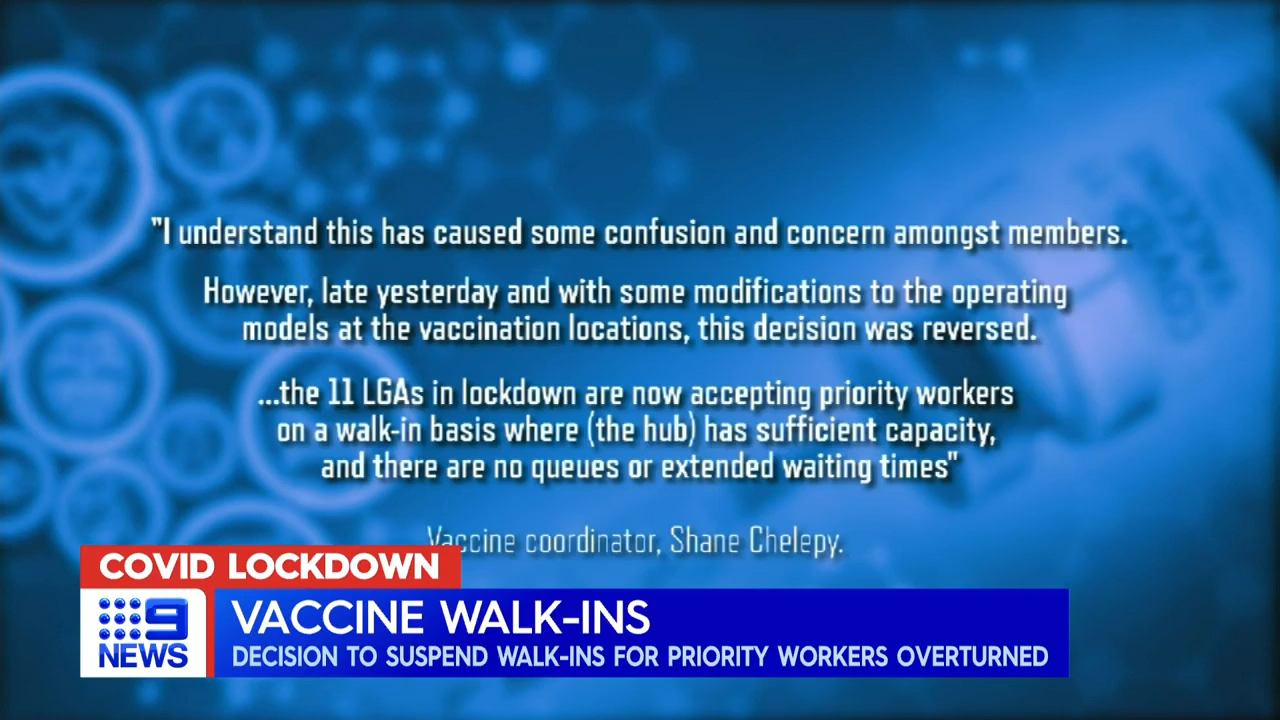 "I understand this has caused some confusion and concern amongst members.
However, late yesterday and with some modifications to the operating
models at the vaccination locations, this decision was reversed.
...the 11 LGAs in lockdown are now accepting priority workers
on a walk-in basis where (the hub) has sufficient capacity,
and there are no queues or extended waiting times"
Vaccine coordinator, Shane Chelepy.
COVID LOCKDOWN
9
NEWS
VACCINE WALK-INS
DECISION TO SUSPEND WALK-INS FOR PRIORITY WORKERS OVERTURNED